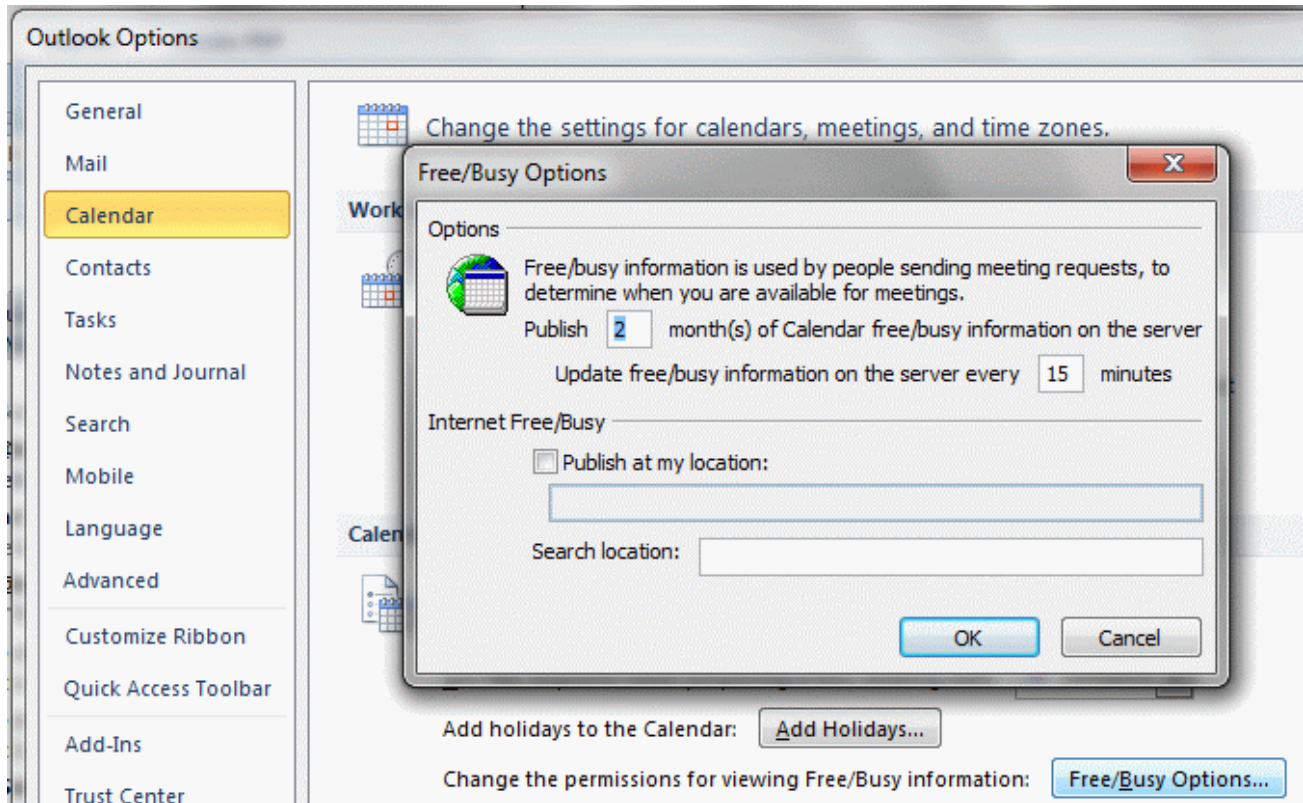 Outlook Options
General
Mail
Calendar
Contacts
Tasks
Notes and Journal
Search
Mobile
Language
Advanced
Customize Ribbon
Quick Access Toolbar
Add-Ins
Trust Center
Change the settings for calendars, meetings, and time zones.
Work
Calen
Free/Busy Options
Options
Free/busy information is used by people sending meeting requests, to
determine when you are available for meetings.
Publish 2 month(s) of Calendar free/busy information on the server
Update free/busy information on the server every 15 minutes
Internet Free/Busy
Publish at my location:
Search location:
OK Cancel
Add holidays to the Calendar: Add Holidays...
Change the permissions for viewing Free/Busy information: Free/Busy Options...